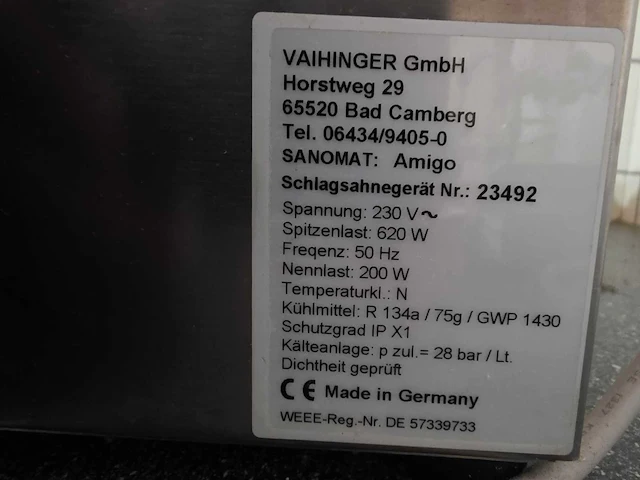 VAIHINGER GmbH
Horstweg 29
65520 Bad Camberg
Tel. 06434/9405-0
SANOMAT: Amigo
Schlagsahnegerät Nr.: 23492
Spannung: 230 V~
Spitzenlast: 620 W
Freqenz: 50 Hz
Nennlast: 200 W
Temperaturkl.: N
Kühlmittel: R 134a / 75g / GWP 1430
Schutzgrad IP X1
Kälteanlage: p zul.= 28 bar / Lt.
Dichtheit geprüft
CE Made in Germany
WEEE-Reg.-Nr. DE 57339733